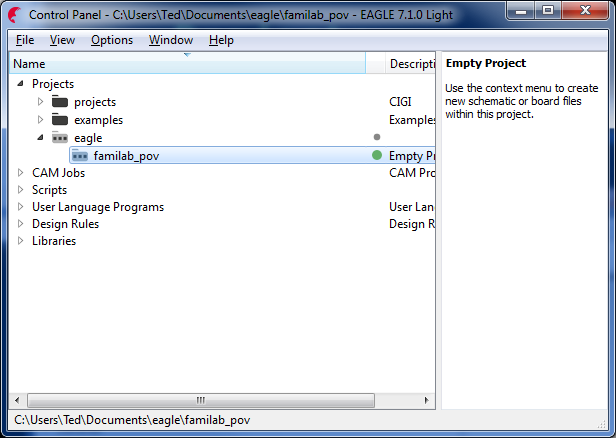 Control Panel - C:\Users\Ted\Documents\eagle\familab_pov - EAGLE 7.1.0 Light
File View Options Window Help
Name Descripti
Projects
projects CIGI
examples Examples
eagle
familab_pov Empty Pr
CAM Jobs CAM Pro
Scripts
User Language Programs User Lang
Design Rules Design R
Libraries
Empty Project
Use the context menu to create
new schematic or board files
within this project.
C:\Users\Ted\Documents\eagle\familab_pov